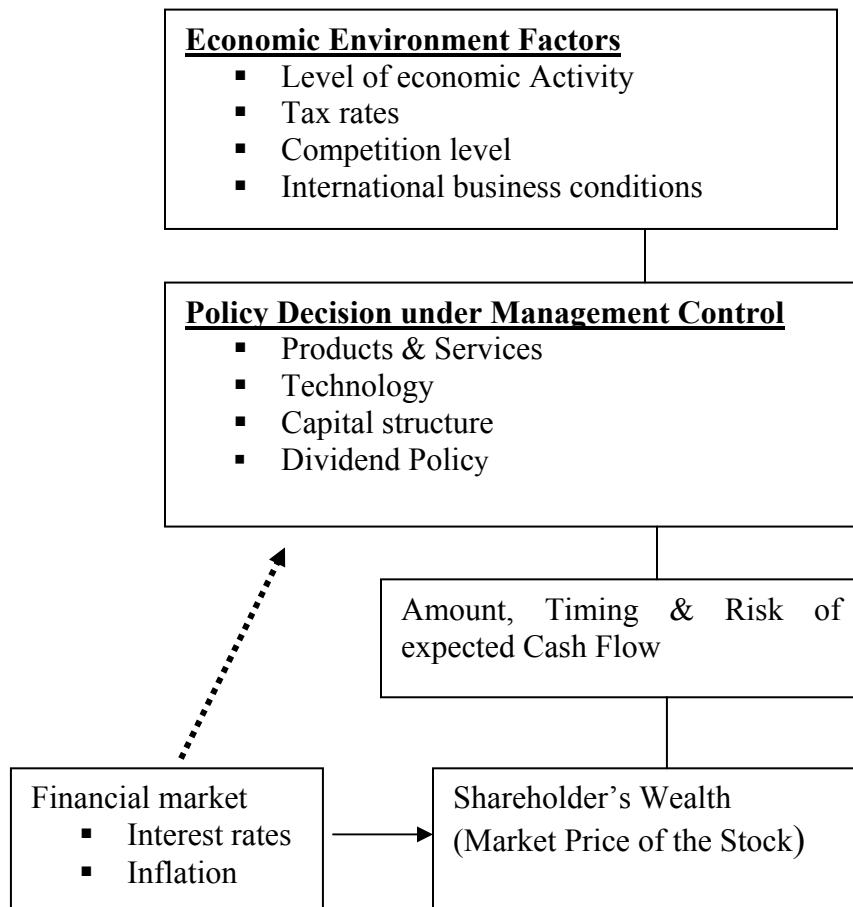 Economic Environment Factors
▪ Level of economic Activity
▪ Tax rates
▪ Competition level
▪ International business conditions
Policy Decision under Management Control
▪ Products & Services
▪ Technology
▪ Capital structure
▪ Dividend Policy
Amount, Timing & Risk of
expected Cash Flow
Financial market
▪ Interest rates
▪ Inflation
Shareholder’s Wealth
(Market Price of the Stock)